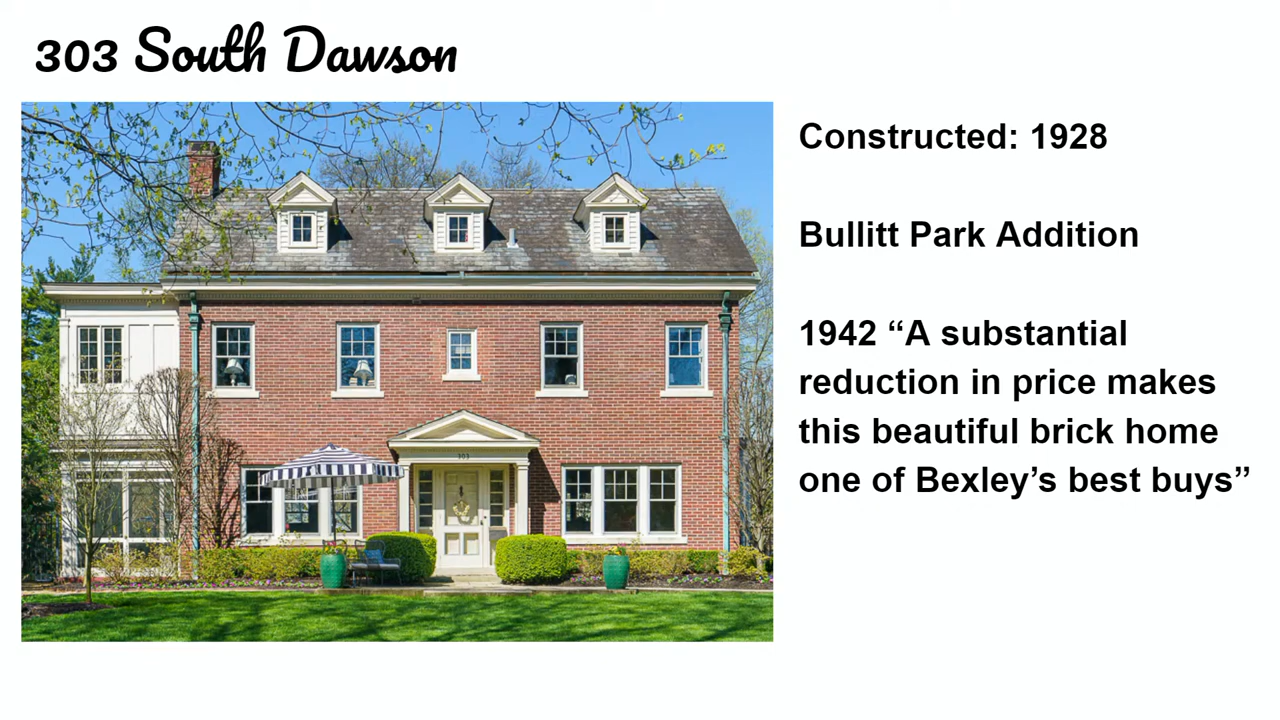 303 South Dawson
Constructed: 1928
Bullitt Park Addition
1942 “A substantial
reduction in price makes
this beautiful brick home
one of Bexley’s best buys”
303